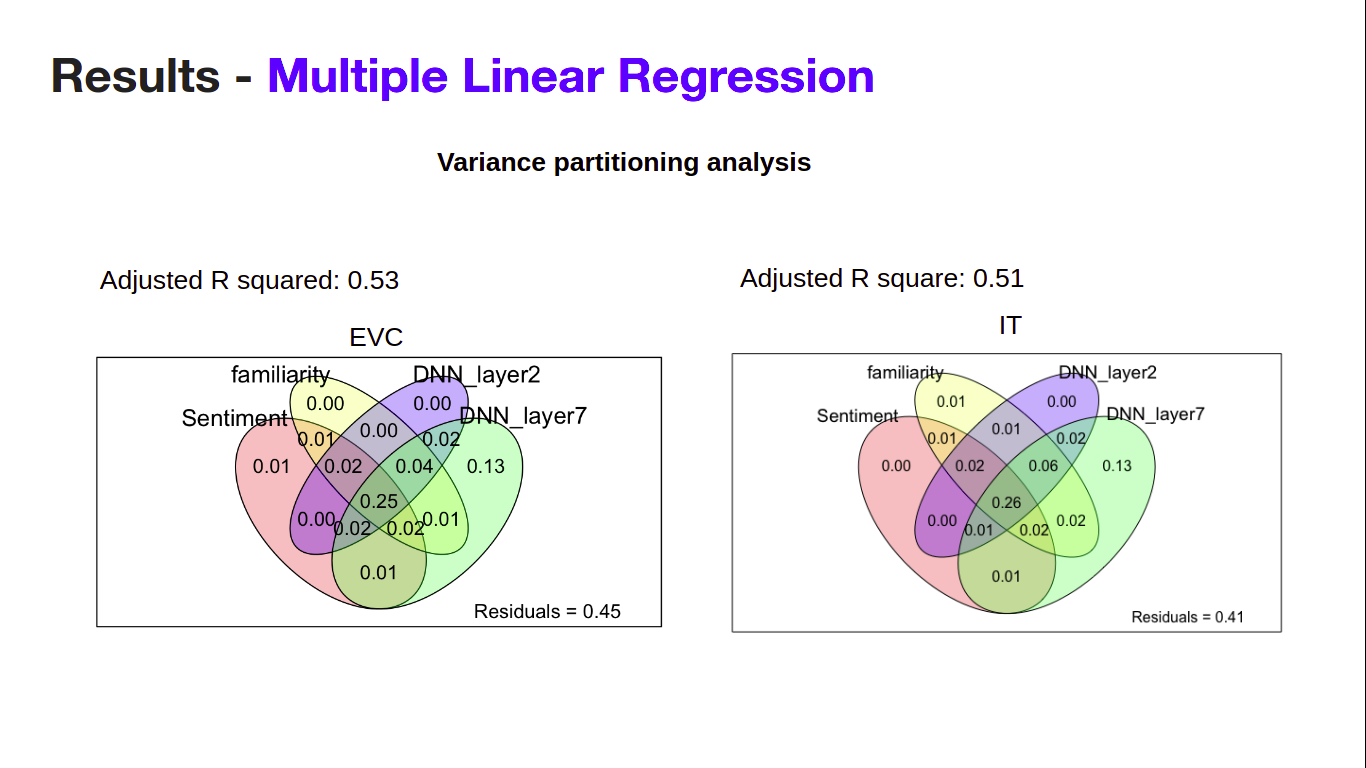 Results - Multiple Linear Regression
Variance partitioning analysis
Adjusted R squared: 0.53
EVC
familiarity
DNN_layer2
Sentiment
DNN_layer7
0.00
0.00
0.01
0.00
0.02
0.01
0.02
0.04
0.13
0.25
0.00
0.02
0.02
0.01
0.01
Residuals = 0.45
Adjusted R square: 0.51
IT
familiarity
DNN_layer2
Sentiment
DNN_layer7
0.01
0.00
0.01
0.01
0.02
0.00
0.02
0.06
0.13
0.26
0.00
0.01
0.02
0.02
0.01
Residuals = 0.41